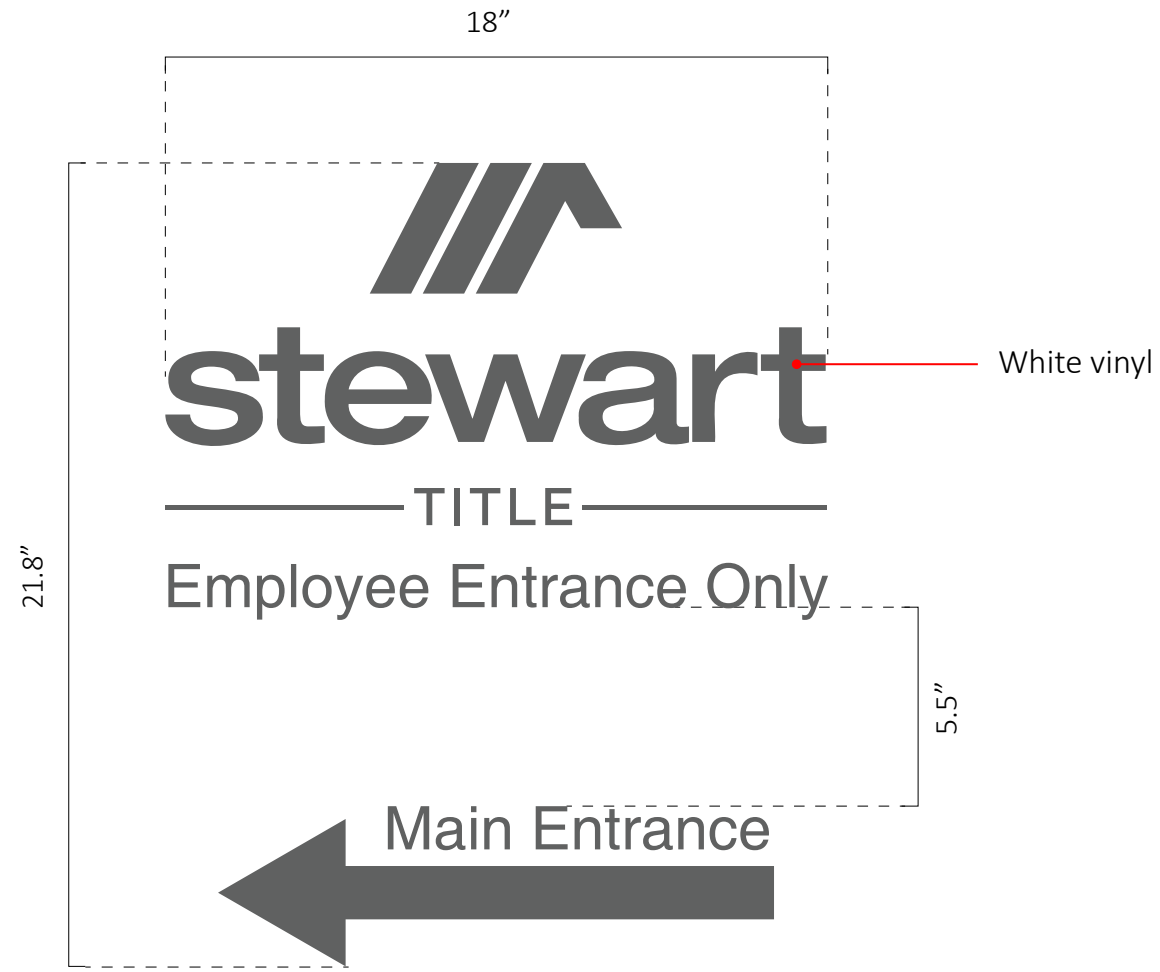 18”
stewart
White vinyl
TITLE
21.8”
Employee Entrance Only
5.5”
Main Entrance